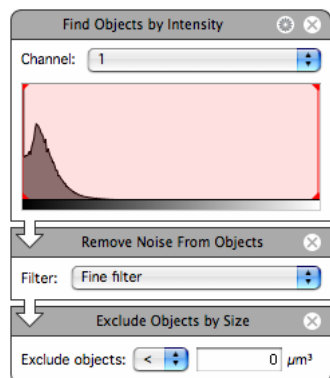 Find Objects by Intensity
Channel: 1
Remove Noise From Objects
Filter: Fine filter
Exclude Objects by Size
Exclude objects: < 0 µm³